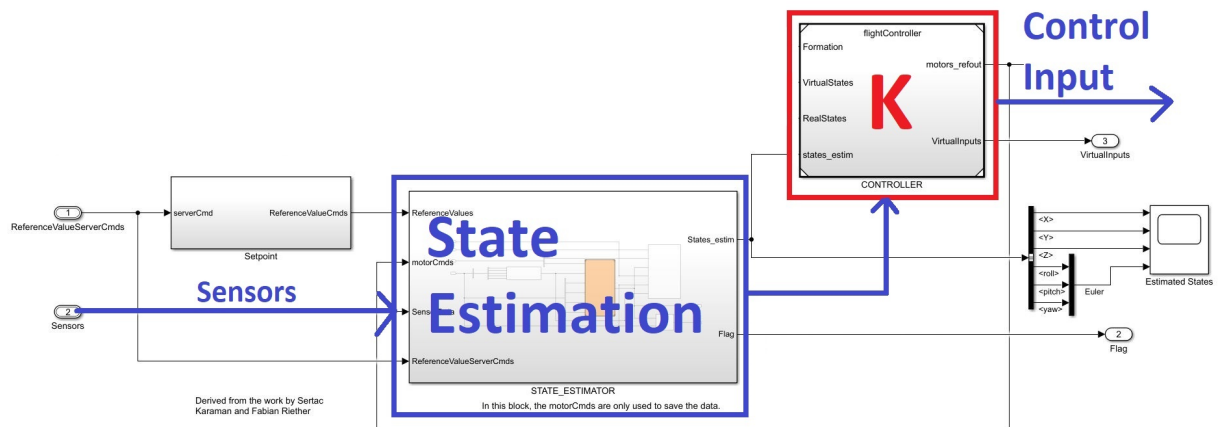 Control
Input
flightController
Formation
motors_refout
VirtualStates
K
RealStates
VirtualInputs
states_estim
CONTROLLER
3
VirtualInputs
1
ReferenceValueServerCmds
serverCmd
ReferenceValueCmds
Setpoint
ReferenceValues
State
States_estim
motorCmds
Sensors
Estimation
2
Sensors
Flag
ReferenceValueServerCmds
STATE_ESTIMATOR
In this block, the motorCmds are only used to save the data.
<X>
<Y>
<Z>
<roll>
<pitch>
<yaw>
Euler
Estimated States
2
Flag
Derived from the work by Sertac
Karaman and Fabian Riether